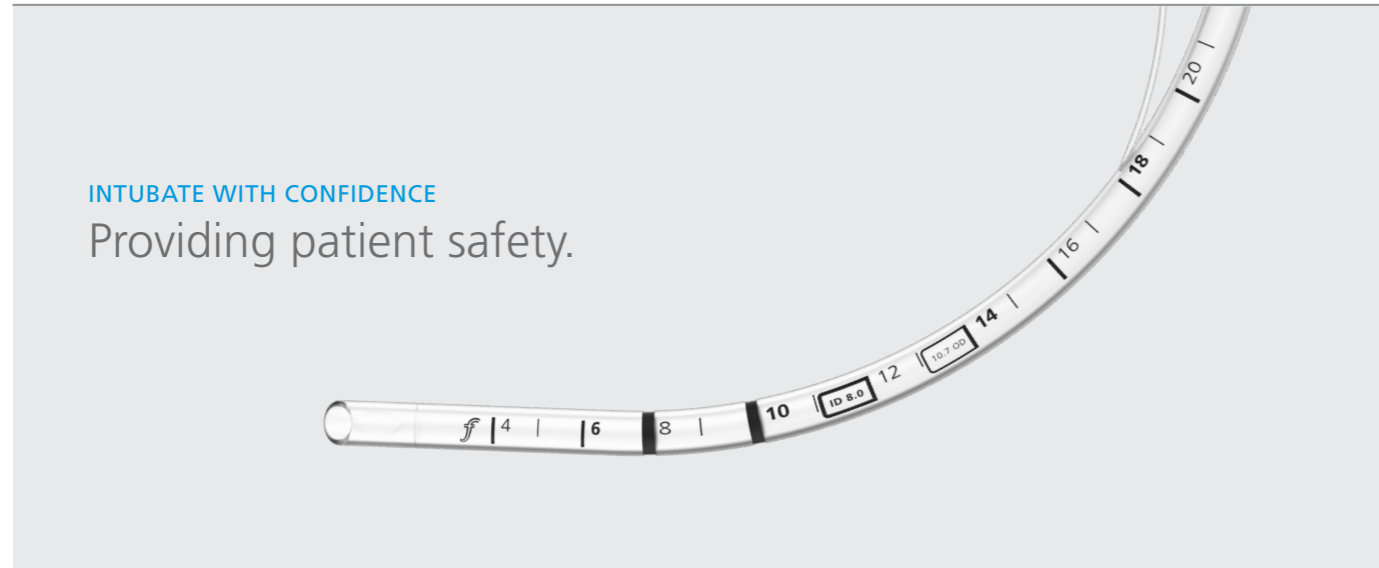 INTUBATE WITH CONFIDENCE
Providing patient safety.
f 4 6 8 10 ID 8.0 12 10.7 OD 14 16 18 20